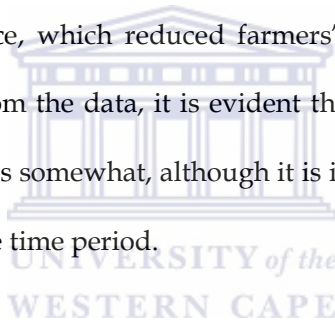 ce, which reduced farmers'
om the data, it is evident th
s somewhat, although it is i
e time period.
UNIVERSITY of the
WESTERN CAPE